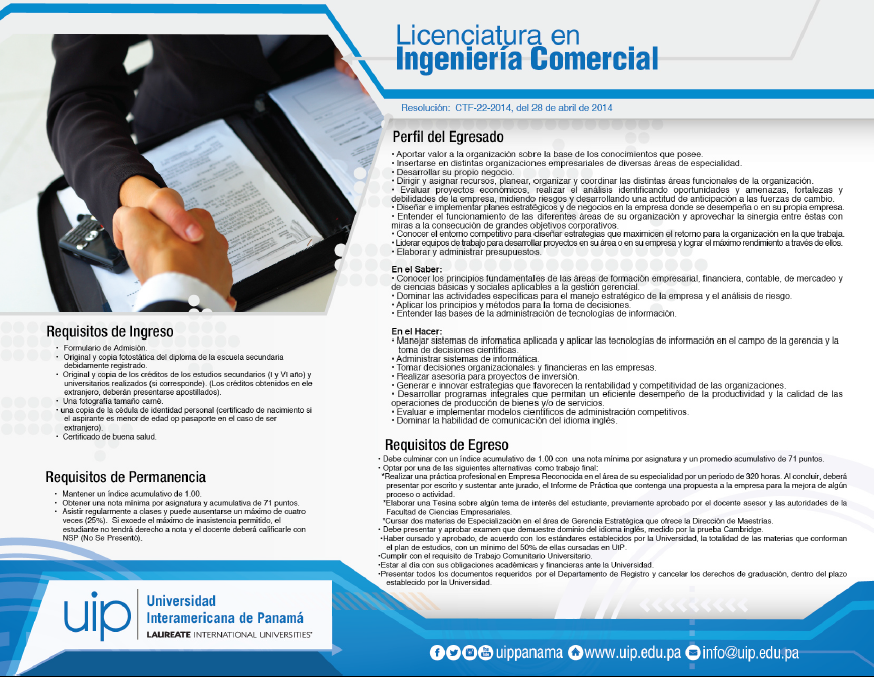 Licenciatura en
Ingeniería Comercial
Resolución: CTF-22-2014, del 28 de abril de 2014
Perfil del Egresado
• Aportar valor a la organización sobre la base de los conocimientos que posee.
• Insertarse en distintas organizaciones empresariales de diversas áreas de especialidad.
• Desarrollar su propio negocio.
• Dirigir y asignar recursos, planear, organizar y coordinar las distintas áreas funcionales de la organización.
• Evaluar proyectos económicos, realizar el análisis identificando oportunidades y amenazas, fortalezas y
debilidades de la empresa, midiendo riesgos y desarrollando una actitud de anticipación a las fuerzas de cambio.
• Diseñar e implementar planes estratégicos y de negocios en la empresa donde se desempeña o en su propia empresa.
• Entender el funcionamiento de las diferentes áreas de su organización y aprovechar la sinergia entre éstas con
miras a la consecución de grandes objetivos corporativos.
• Conocer el entorno competitivo para diseñar estrategias que maximicen el retorno para la organización en la que trabaja.
• Liderar equipos de trabajo para desarrollar proyectos en su área o en su empresa y lograr el máximo rendimiento a través de ellos.
• Elaborar y administrar presupuestos.
En el Saber:
• Conocer los principios fundamentales de las áreas de formación empresarial, financiera, contable, de mercadeo y
de ciencias básicas y sociales aplicables a la gestión gerencial.
• Dominar las actividades específicas para el manejo estratégico de la empresa y el análisis de riesgo.
• Aplicar los principios y métodos para la toma de decisiones.
• Entender las bases de la administración de tecnologías de información.
En el Hacer:
• Manejar sistemas de informatica aplicada y aplicar las tecnologías de información en el campo de la gerencia y la
toma de decisiones científicas.
• Administrar sistemas de informática.
• Tomar decisiones organizacionales y financieras en las empresas.
• Realizar asesoría para proyectos de inversión.
• Generar e innovar estrategias que favorecen la rentabilidad y competitividad de las organizaciones.
• Desarrollar programas integrales que permitan un eficiente desempeño de la productividad y la calidad de las
operaciones de producción de bienes y/o de servicios.
• Evaluar e implementar modelos científicos de administración competitivos.
• Dominar la habilidad de comunicación del idioma inglés.
Requisitos de Egreso
• Debe culminar con un índice acumulativo de 1.00 con una nota mínima por asignatura y un promedio acumulativo de 71 puntos.
• Optar por una de las siguientes alternativas como trabajo final:
*Realizar una práctica profesional en Empresa Reconocida en el área de su especialidad por un periodo de 320 horas. Al concluir, deberá
presentar por escrito y sustentar ante jurado, el Informe de Práctica que contenga una propuesta a la empresa para la mejora de algún
proceso o actividad.
*Elaborar una Tesina sobre algún tema de interés del estudiante, previamente aprobado por el docente asesor y las autoridades de la
Facultad de Ciencias Empresariales.
*Cursar dos materias de Especialización en el área de Gerencia Estratégica que ofrece la Dirección de Maestrías.
• Debe presentar y aprobar examen que demuestre dominio del idioma inglés, medido por la prueba Cambridge.
•Haber cursado y aprobado, de acuerdo con los estándares establecidos por la Universidad, la totalidad de las materias que conforman
el plan de estudios, con un mínimo del 50% de ellas cursadas en UIP.
•Cumplir con el requisito de Trabajo Comunitario Universitario.
•Estar al día con sus obligaciones académicas y financieras ante la Universidad.
•Presentar todos los documentos requeridos por el Departamento de Registro y cancelar los derechos de graduación, dentro del plazo
establecido por la Universidad.
Requisitos de Ingreso
• Formulario de Admisión.
• Original y copia fotostática del diploma de la escuela secundaria
debidamente registrado.
• Original y copia de los créditos de los estudios secundarios (I y VI año) y
universitarios realizados (si corresponde). (Los créditos obtenidos en ele
extranjero, deberán presentarse apostillados).
• Una fotografía tamaño carné.
• una copia de la cédula de identidad personal (certificado de nacimiento si
el aspirante es menor de edad op pasaporte en el caso de ser
extranjero).
• Certificado de buena salud.
Requisitos de Permanencia
• Mantener un índice acumulativo de 1.00.
• Obtener una nota mínima por asignatura y acumulativa de 71 puntos.
• Asistir regularmente a clases y puede ausentarse un máximo de cuatro
veces (25%). Si excede el máximo de inasistencia permitido, el
estudiante no tendrá derecho a nota y el docente deberá calificarle con
NSP (No Se Presentó).
uip
Universidad
Interamericana de Panamá
LAUREATE INTERNATIONAL UNIVERSITIES®
uippanama www.uip.edu.pa info@uip.edu.pa